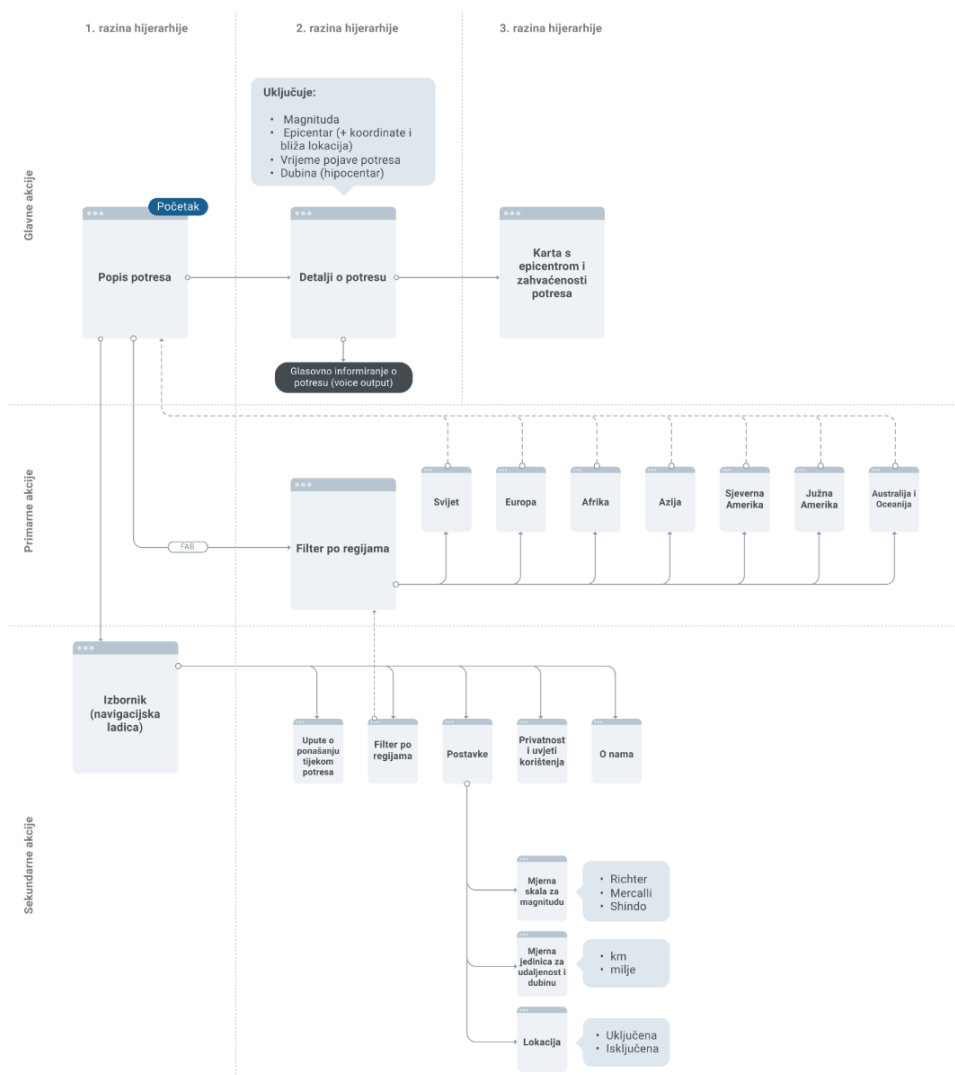 1. razina hijerarhije
2. razina hijerarhije
3. razina hijerarhije
Glavne akcije
Uključuje:
• Magnituda
• Epicentar (+ koordinate i
bliža lokacija)
• Vrijeme pojave potresa
• Dubina (hipocentar)
Početak
Popis potresa
Detalji o potresu
Karta s
epicentrom i
zahvaćenosti
potresa
Glasovno informiranje o
potresu (voice output)
Primarne akcije
Svijet
Europa
Afrika
Azija
Sjeverna
Amerika
Južna
Amerika
Australija i
Oceanija
FAB
Filter po regijama
Sekundarne akcije
Izbornik
(navigacijska
ladica)
Upute o
ponašanju
tijekom
potresa
Filter po
regijama
Postavke
Privatnost
i uvjeti
korištenja
O nama
Mjerna
skala za
magnitudu
• Richter
• Mercalli
• Shindo
Mjerna
jedinica za
udaljenost i
dubinu
• km
• milje
Lokacija
• Uključena
• Isključena